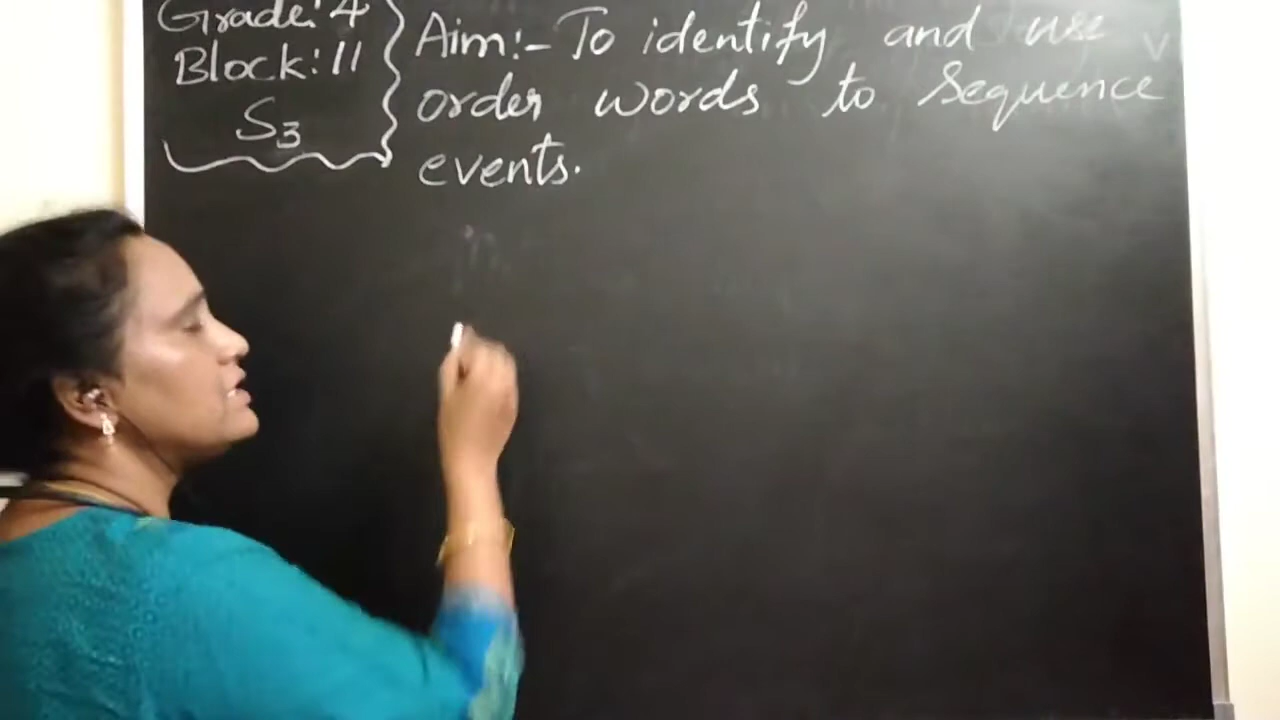 Grade: 4
Block: 11
S3
Aim:- To identify and use
order words to Sequence
events.